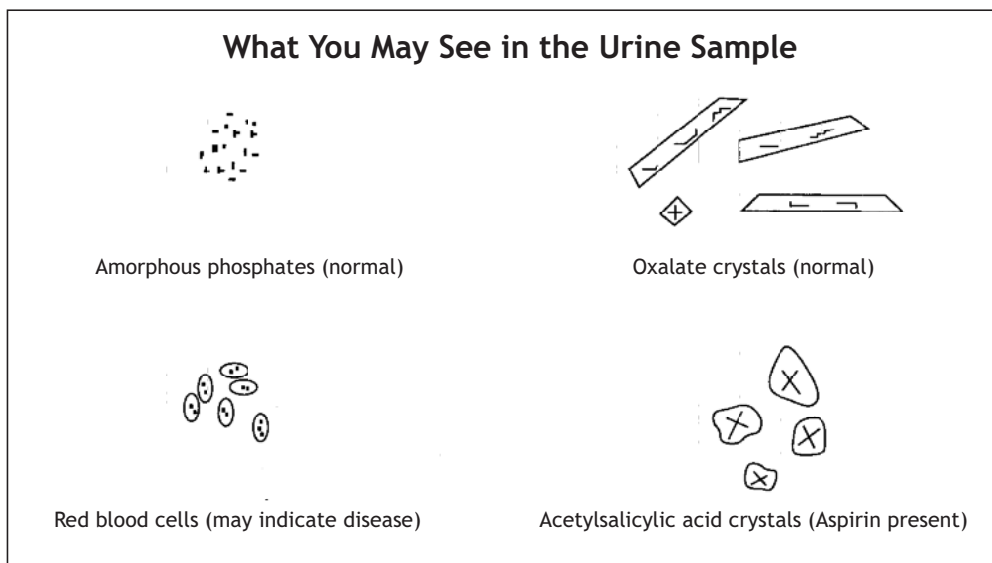 What You May See in the Urine Sample
Amorphous phosphates (normal)
Oxalate crystals (normal)
Red blood cells (may indicate disease)
Acetylsalicylic acid crystals (Aspirin present)